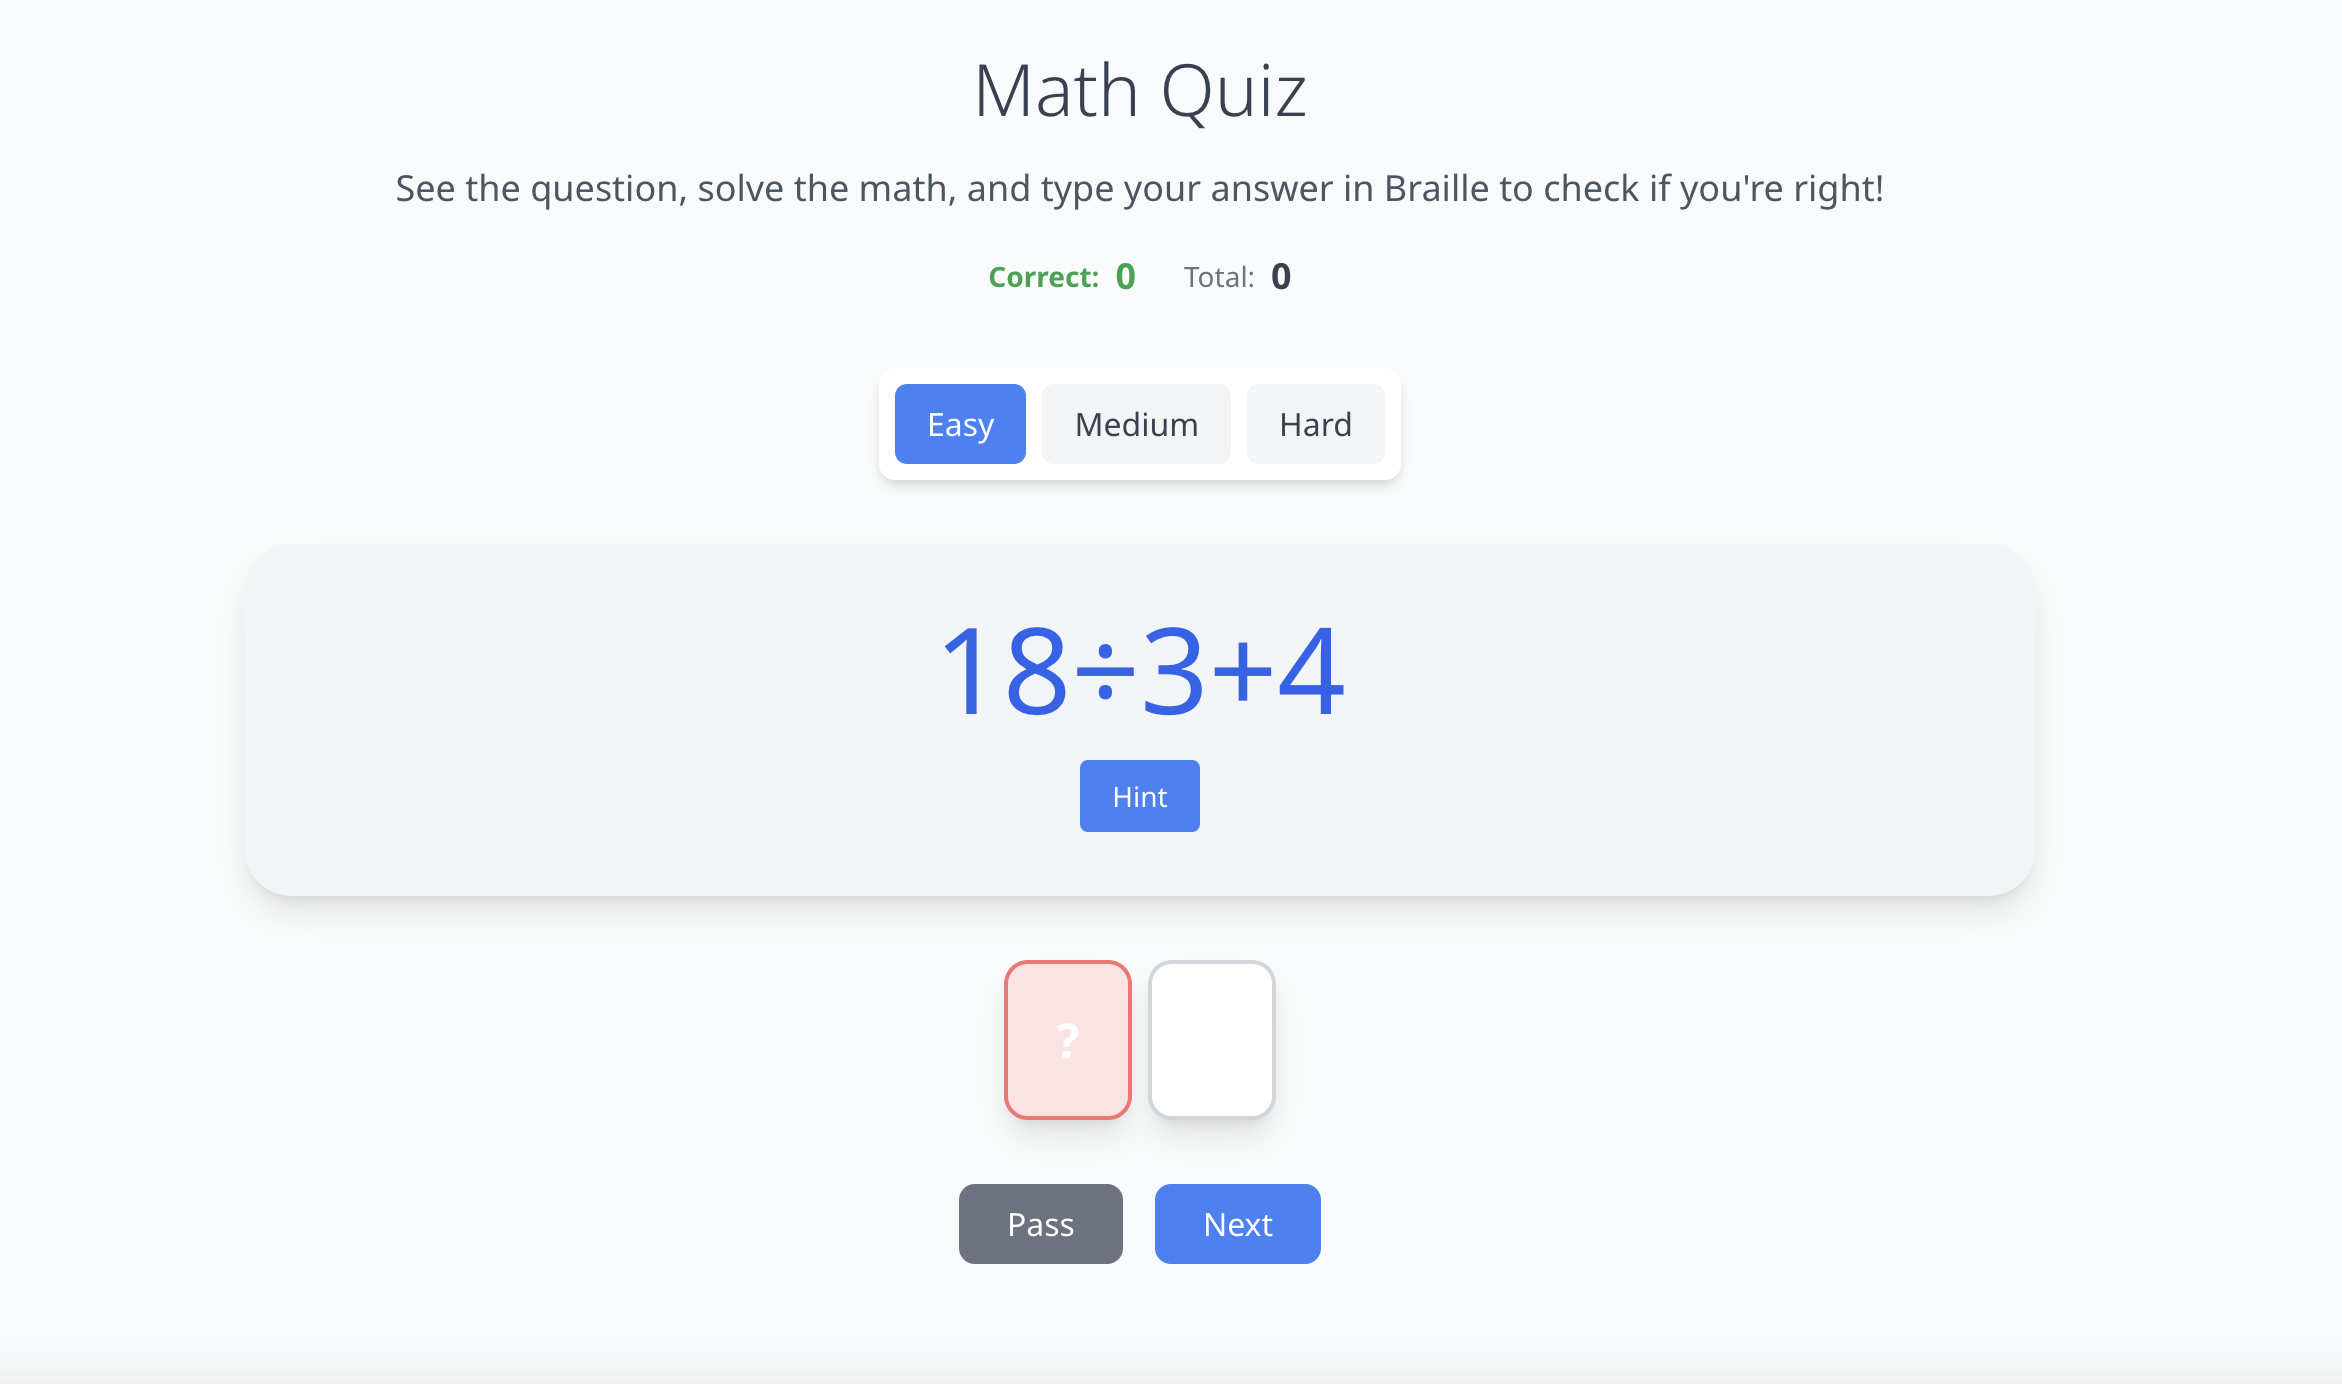 Math Quiz
See the question, solve the math, and type your answer in Braille to check if you're right!
Correct: 0 Total: 0
Easy Medium Hard
18÷3+4
Hint
?
Pass Next